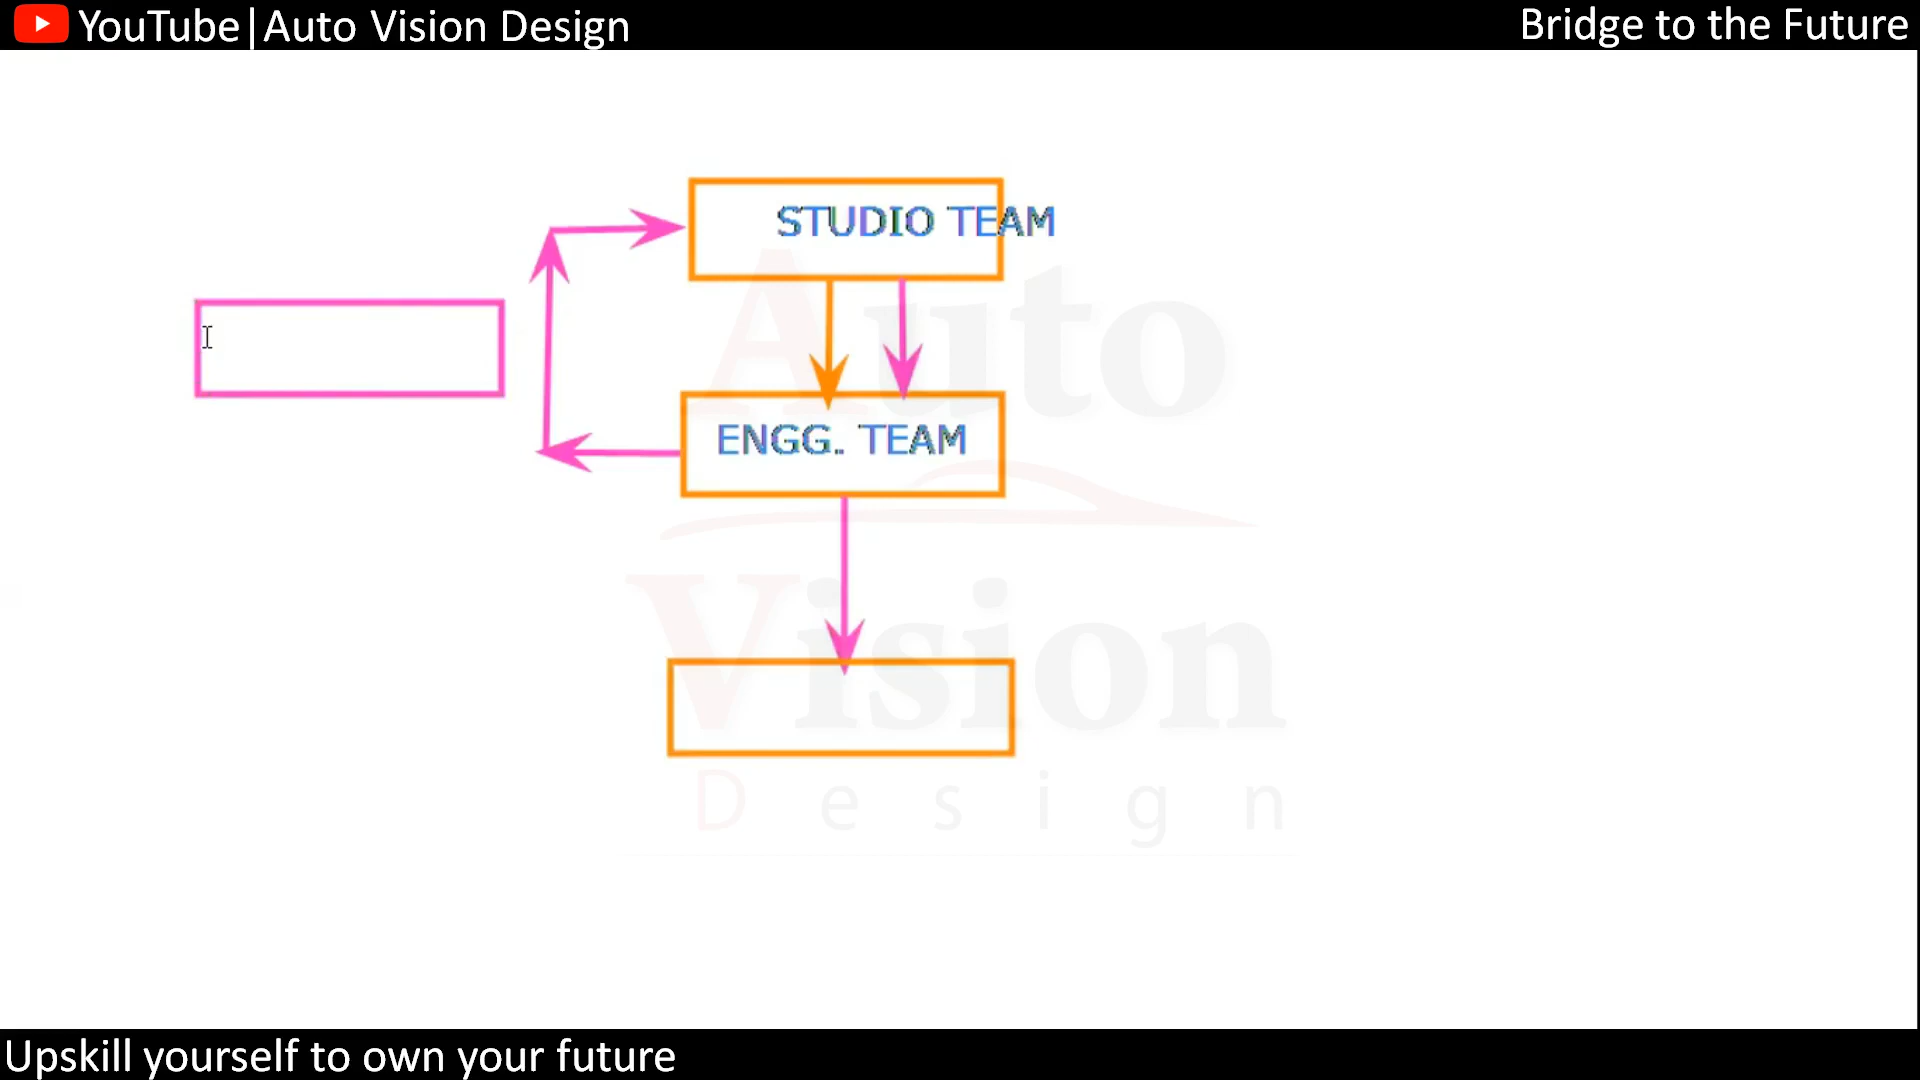 YouTube|Auto Vision Design
Bridge to the Future
STUDIO TEAM
ENGG. TEAM
Auto
Vision
Design
Upskill yourself to own your future